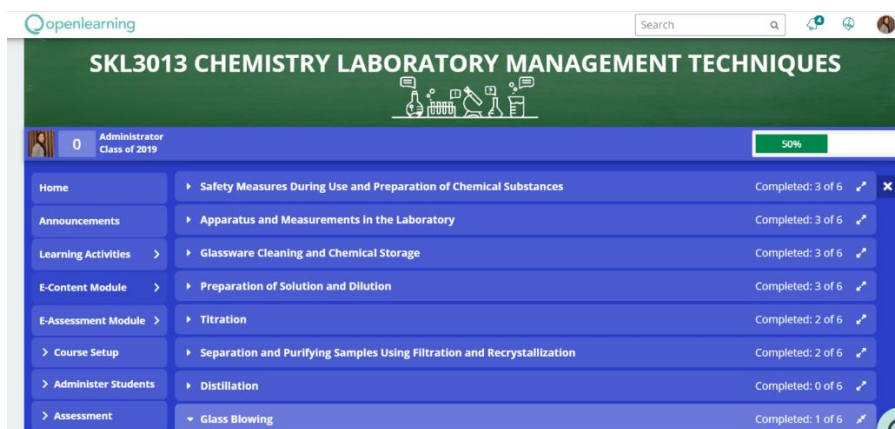 openlearning
Search
4
SKL3013 CHEMISTRY LABORATORY MANAGEMENT TECHNIQUES
0
Administrator
Class of 2019
50%
Home
Announcements
Learning Activities
E-Content Module
E-Assessment Module
Course Setup
Administer Students
Assessment
Safety Measures During Use and Preparation of Chemical Substances Completed: 3 of 6
Apparatus and Measurements in the Laboratory Completed: 3 of 6
Glassware Cleaning and Chemical Storage Completed: 3 of 6
Preparation of Solution and Dilution Completed: 3 of 6
Titration Completed: 2 of 6
Separation and Purifying Samples Using Filtration and Recrystallization Completed: 2 of 6
Distillation Completed: 0 of 6
Glass Blowing Completed: 1 of 6